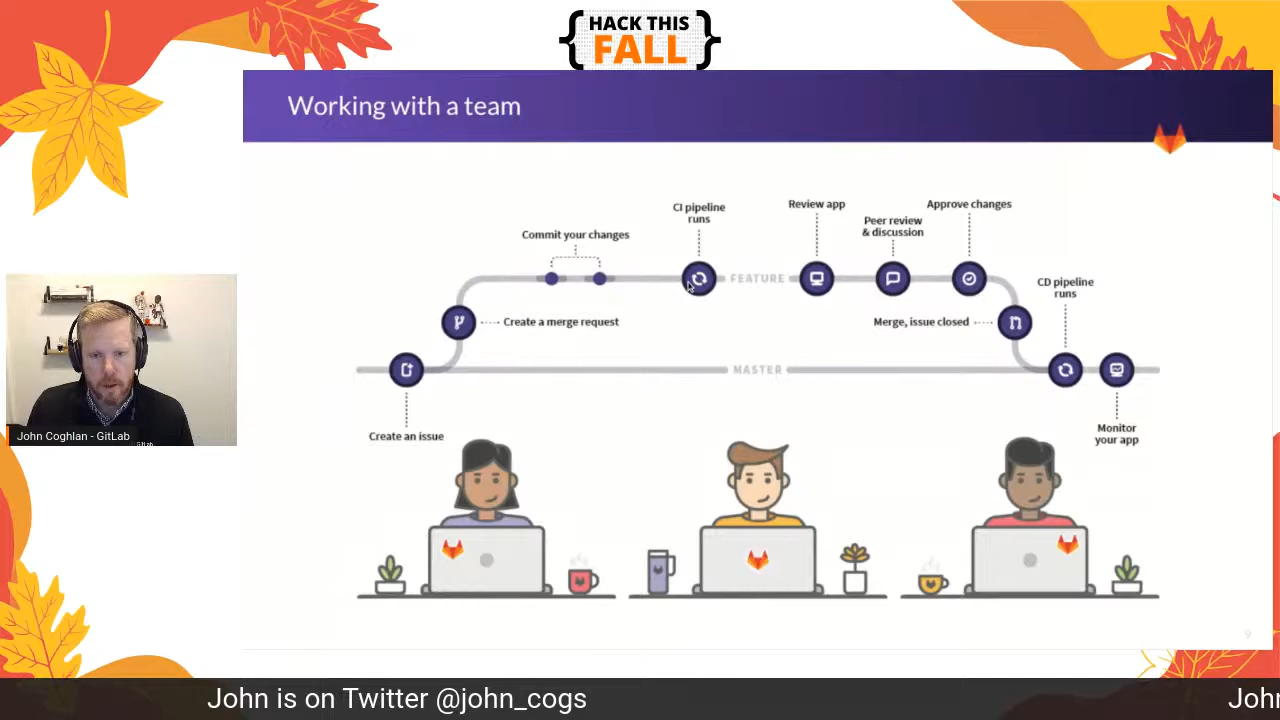 HACK THIS
FALL
Working with a team
CI pipeline
runs
Review app
Approve changes
Peer review
& discussion
Commit your changes
FEATURE
CD pipeline
runs
Create a merge request
Merge, issue closed
MASTER
Create an issue
Monitor
your app
John Coghlan - GitLab
GitLab
9
John is on Twitter @john_cogs
John